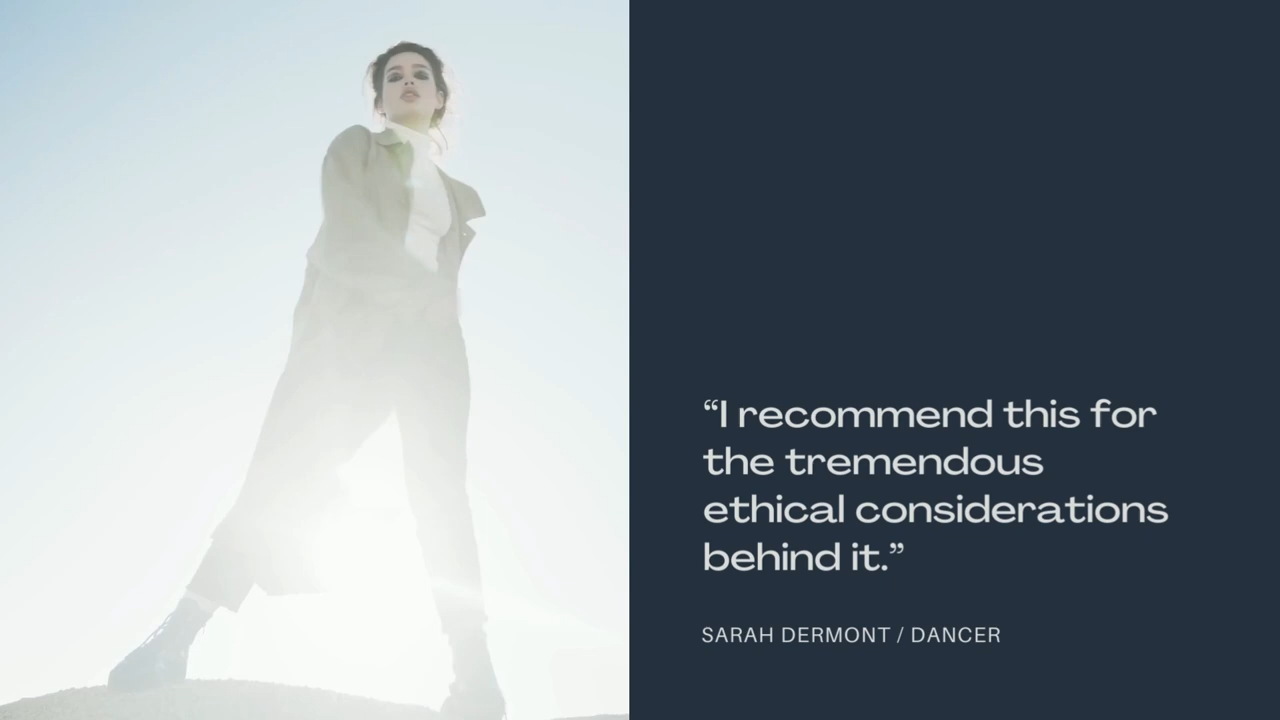 “I recommend this for
the tremendous
ethical considerations
behind it.”
SARAH DERMONT / DANCER